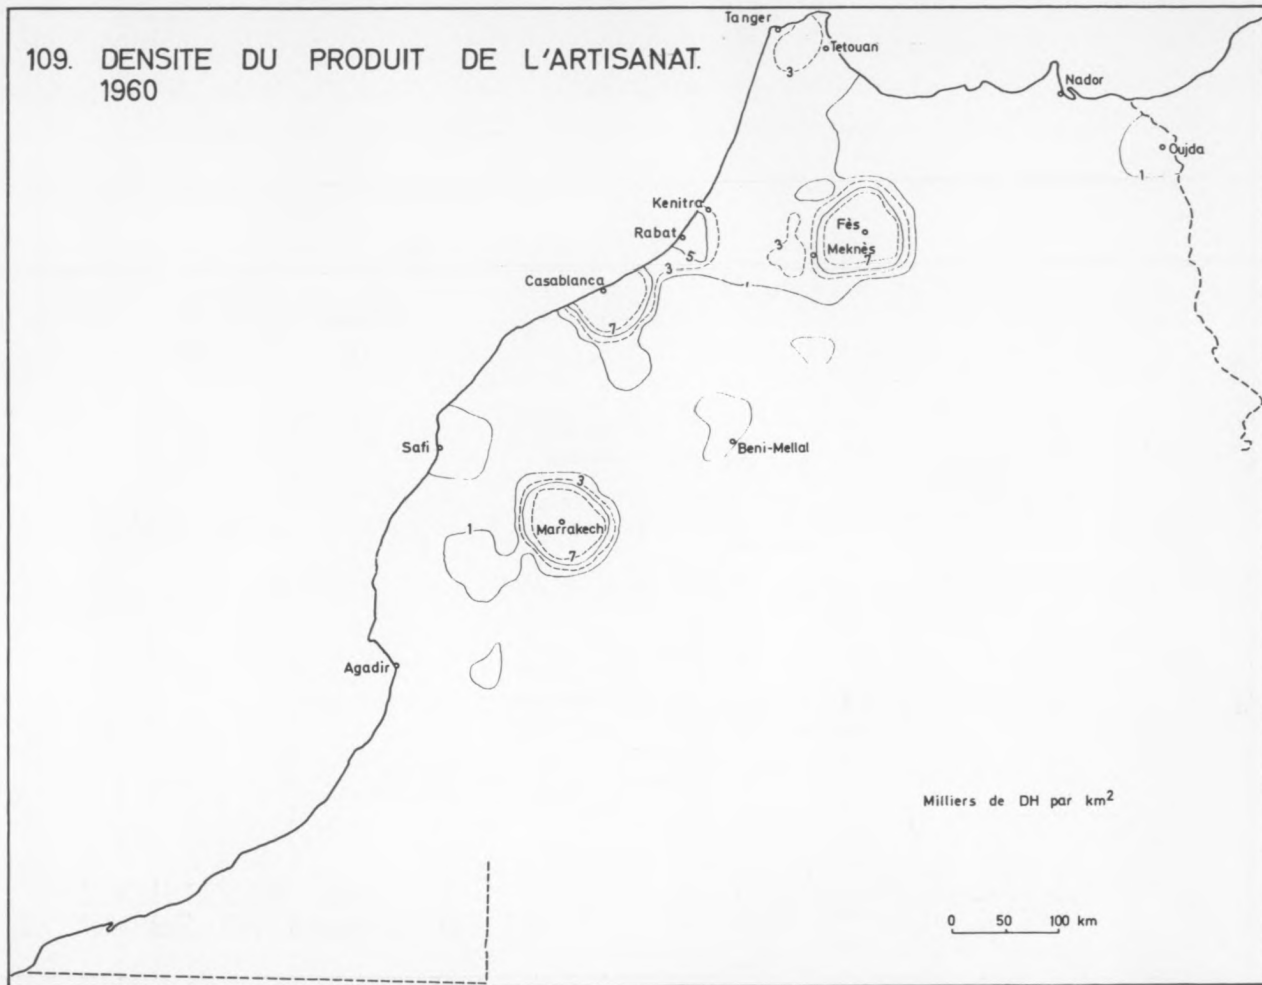 109. DENSITE DU PRODUIT DE L'ARTISANAT.
1960
Tanger
Tetouan
3
Nador
Oujda
1
Kenitra
Rabat
5
3
3
Fès
Meknès
7
Casablanca
7
1
Safi
Beni-Mellal
3
Marrakech
7
1
Agadir
Milliers de DH par km²
0 50 100 km